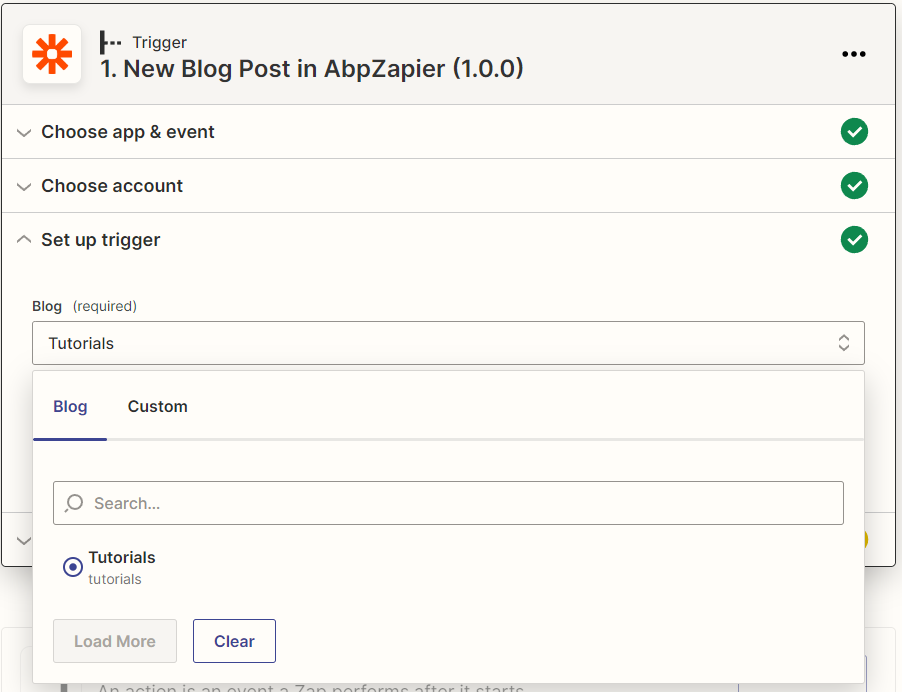 Trigger
1. New Blog Post in AbpZapier (1.0.0)
Choose app & event
Choose account
Set up trigger
Blog (required)
Tutorials
Blog Custom
Search...
Tutorials
tutorials
Load More Clear
An action is an event a Zap performs after it starts